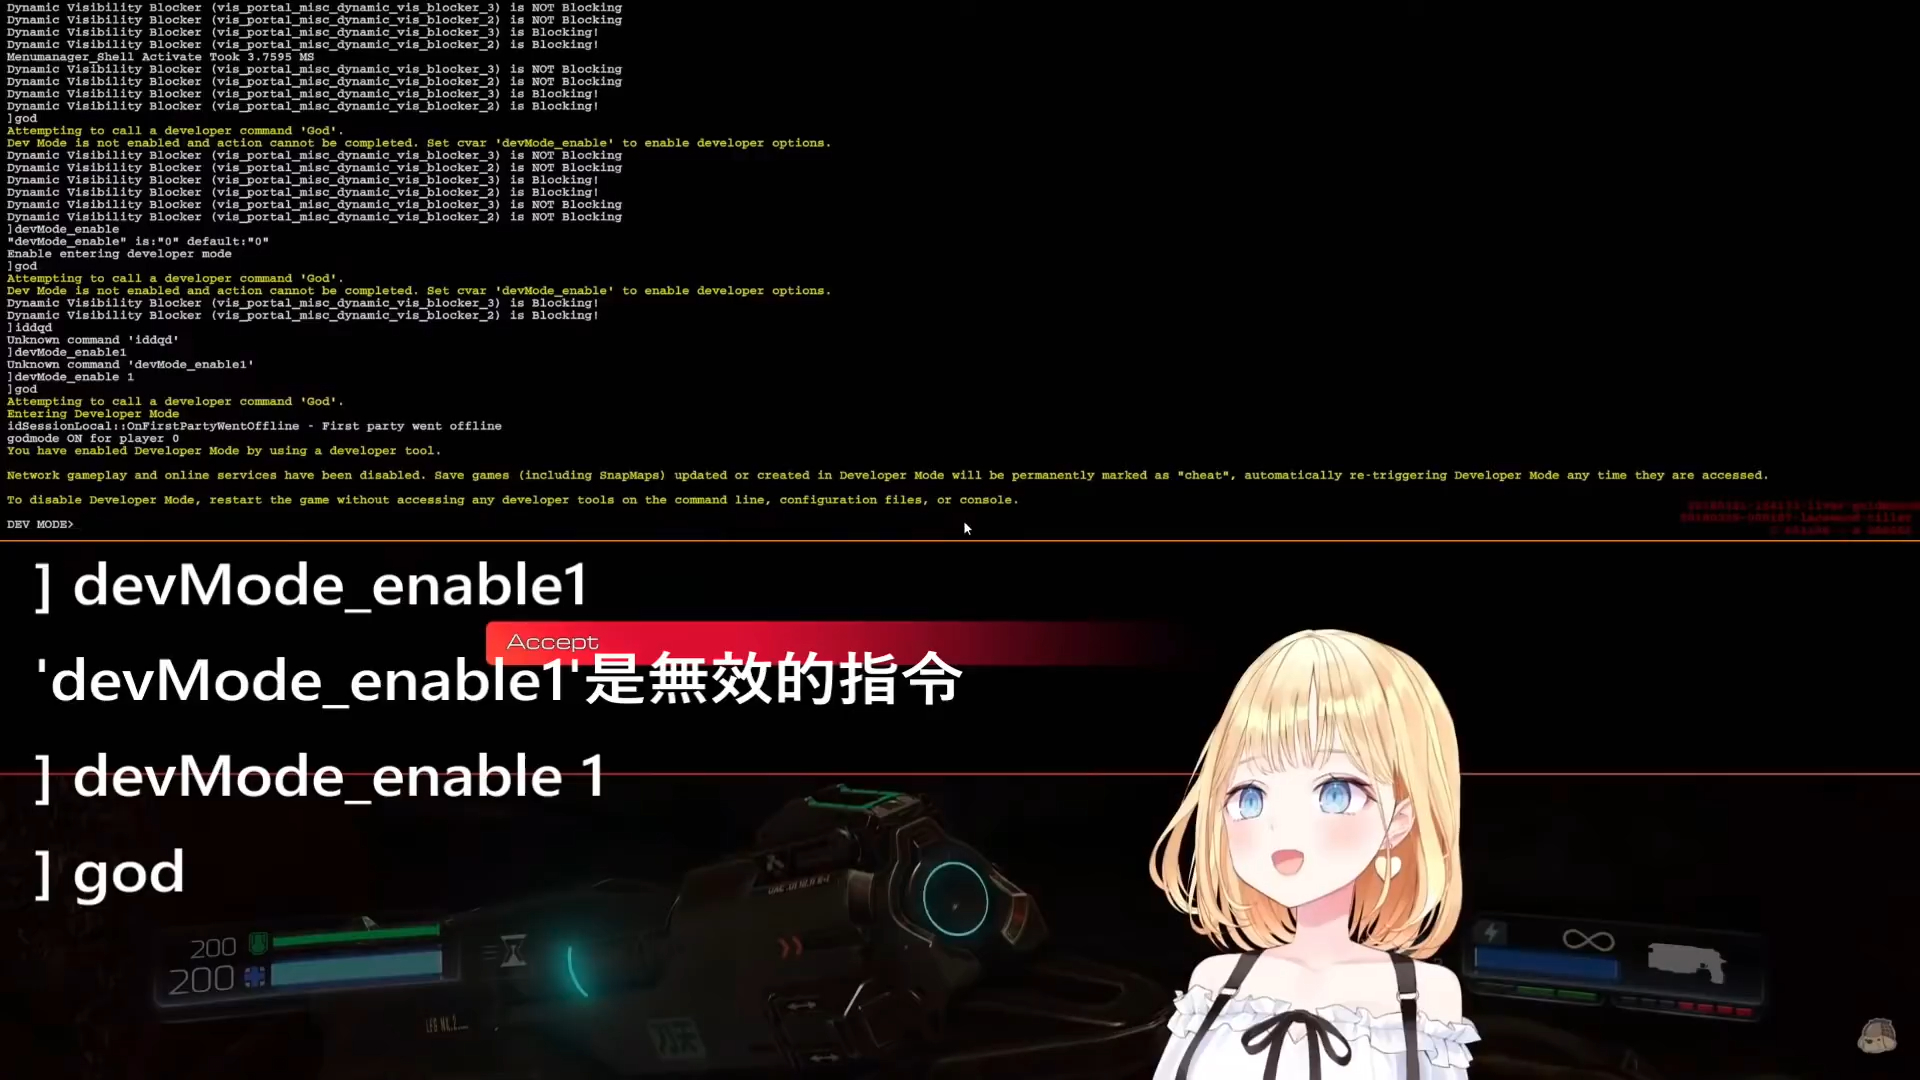 Dynamic Visibility Blocker (vis_portal_misc_dynamic_vis_blocker_3) is NOT Blocking
Dynamic Visibility Blocker (vis_portal_misc_dynamic_vis_blocker_2) is NOT Blocking
Dynamic Visibility Blocker (vis_portal_misc_dynamic_vis_blocker_3) is Blocking!
Dynamic Visibility Blocker (vis_portal_misc_dynamic_vis_blocker_2) is Blocking!
Menumanager_Shell Activate Took 3.7595 MS
Dynamic Visibility Blocker (vis_portal_misc_dynamic_vis_blocker_3) is NOT Blocking
Dynamic Visibility Blocker (vis_portal_misc_dynamic_vis_blocker_2) is NOT Blocking
Dynamic Visibility Blocker (vis_portal_misc_dynamic_vis_blocker_3) is Blocking!
Dynamic Visibility Blocker (vis_portal_misc_dynamic_vis_blocker_2) is Blocking!
]god
Attempting to call a developer command 'God'.
Dev Mode is not enabled and action cannot be completed. Set cvar 'devMode_enable' to enable developer options.
Dynamic Visibility Blocker (vis_portal_misc_dynamic_vis_blocker_3) is NOT Blocking
Dynamic Visibility Blocker (vis_portal_misc_dynamic_vis_blocker_2) is NOT Blocking
Dynamic Visibility Blocker (vis_portal_misc_dynamic_vis_blocker_3) is Blocking!
Dynamic Visibility Blocker (vis_portal_misc_dynamic_vis_blocker_2) is Blocking!
Dynamic Visibility Blocker (vis_portal_misc_dynamic_vis_blocker_3) is NOT Blocking
Dynamic Visibility Blocker (vis_portal_misc_dynamic_vis_blocker_2) is NOT Blocking
]devMode_enable
"devMode_enable" is:"0" default:"0"
Enable entering developer mode
]god
Attempting to call a developer command 'God'.
Dev Mode is not enabled and action cannot be completed. Set cvar 'devMode_enable' to enable developer options.
Dynamic Visibility Blocker (vis_portal_misc_dynamic_vis_blocker_3) is Blocking!
Dynamic Visibility Blocker (vis_portal_misc_dynamic_vis_blocker_2) is Blocking!
]iddqd
Unknown command 'iddqd'
]devMode_enable1
Unknown command 'devMode_enable1'
]devMode_enable 1
]god
Attempting to call a developer command 'God'.
Entering Developer Mode
idSessionLocal::OnFirstPartyWentOffline - First party went offline
godmode ON for player 0
You have enabled Developer Mode by using a developer tool.
Network gameplay and online services have been disabled. Save games (including SnapMaps) updated or created in Developer Mode will be permanently marked as "cheat", automatically re-triggering Developer Mode any time they are accessed.
To disable Developer Mode, restart the game without accessing any developer tools on the command line, configuration files, or console.
DEV MODE>
] devMode_enable1
Accept
'devMode_enable1'是無效的指令
] devMode_enable 1
] god
200
200